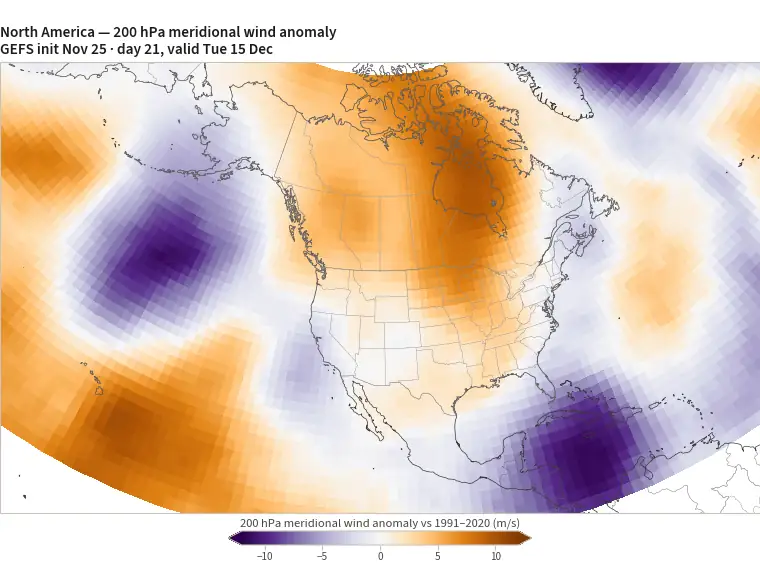 North America — 200 hPa meridional wind anomaly
GEFS init Nov 25 · day 21, valid Tue 15 Dec
200 hPa meridional wind anomaly vs 1991–2020 (m/s)
−10 −5 0 5 10